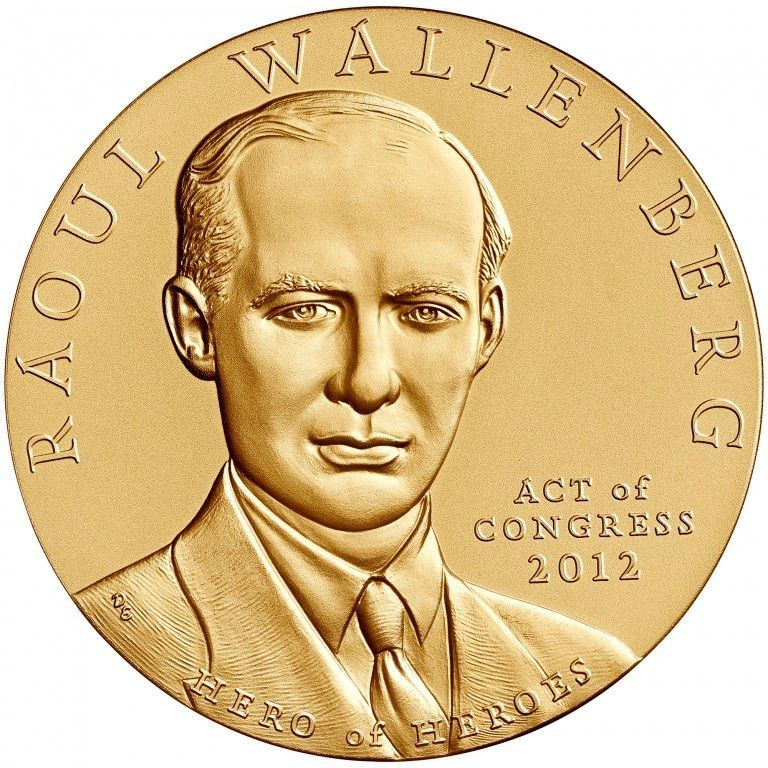 RAOUL WALLENBERG
ACT of
CONGRESS
2012
HERO of HEROES